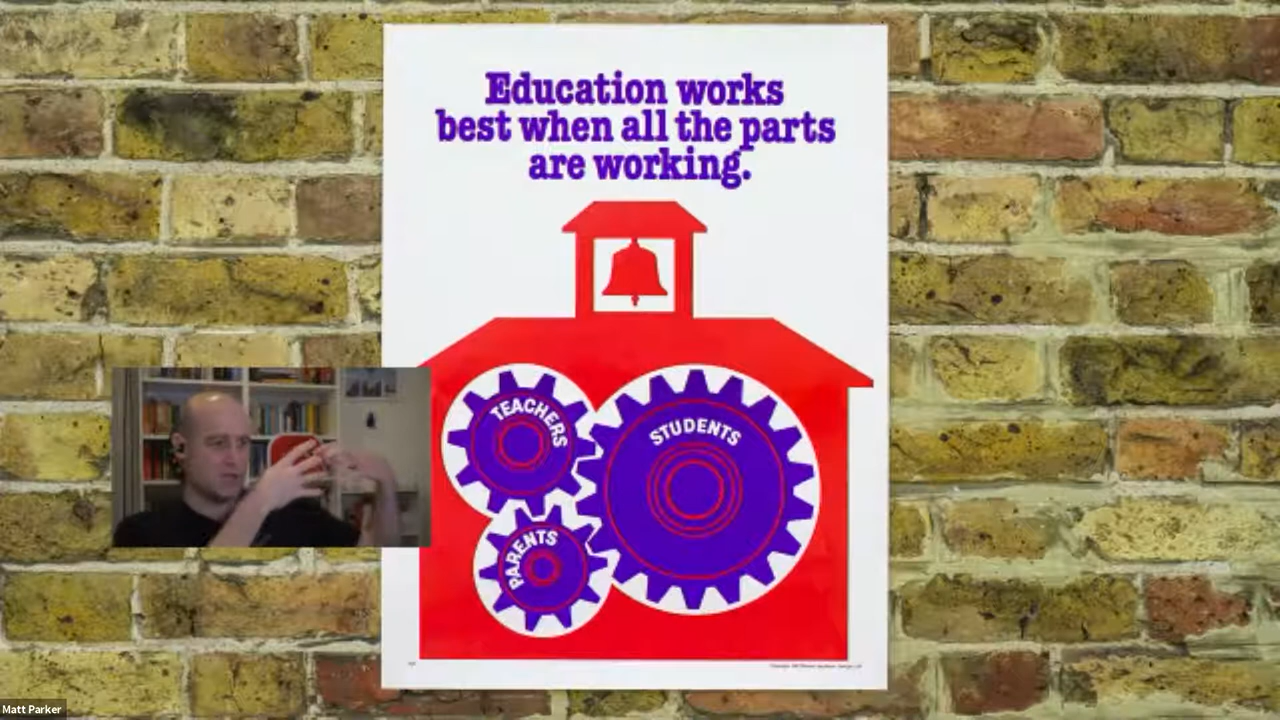 Education works
best when all the parts
are working.
TEACHERS
STUDENTS
PARENTS
Matt Parker